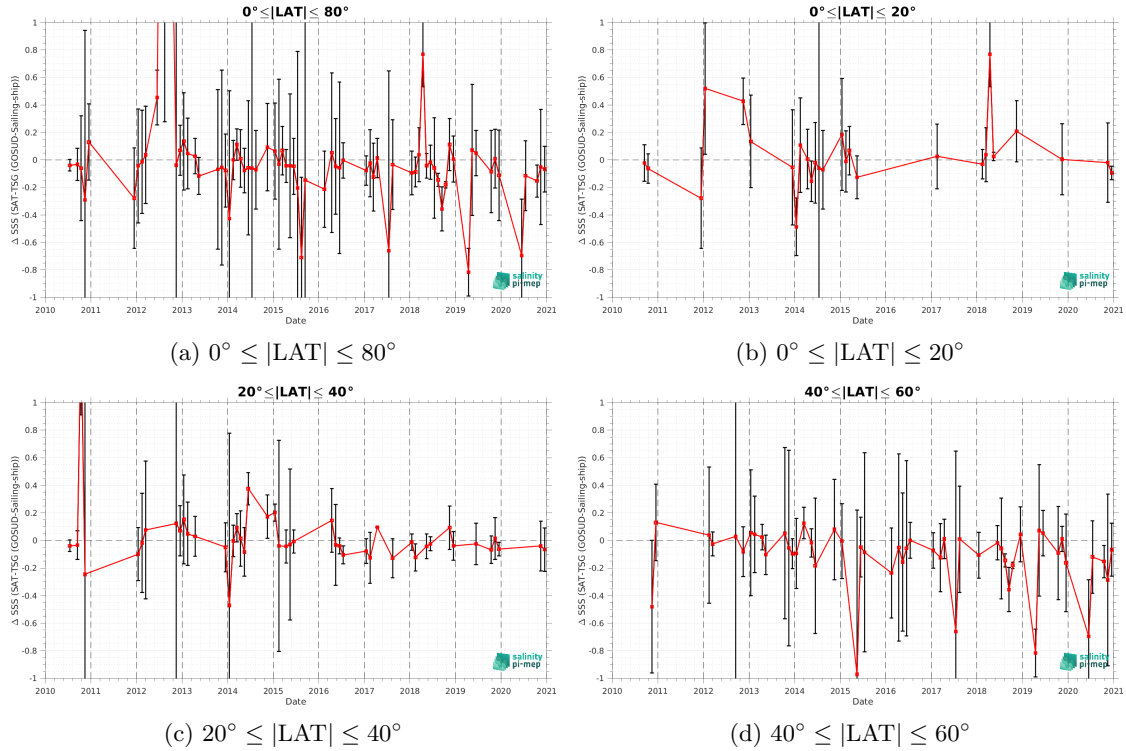 0°≤|LAT|≤ 80°
1
0.8
0.6
0.4
0.2
0
-0.2
-0.4
-0.6
-0.8
-1
Δ SSS (SAT-TSG (GOSUD-Sailing-ship))
2010 2011 2012 2013 2014 2015 2016 2017 2018 2019 2020 2021
Date
salinity
pi-mep
(a) 0° ≤ |LAT| ≤ 80°
0°≤|LAT|≤ 20°
1
0.8
0.6
0.4
0.2
0
-0.2
-0.4
-0.6
-0.8
-1
Δ SSS (SAT-TSG (GOSUD-Sailing-ship))
2010 2011 2012 2013 2014 2015 2016 2017 2018 2019 2020 2021
Date
salinity
pi-mep
(b) 0° ≤ |LAT| ≤ 20°
20°≤|LAT|≤ 40°
1
0.8
0.6
0.4
0.2
0
-0.2
-0.4
-0.6
-0.8
-1
Δ SSS (SAT-TSG (GOSUD-Sailing-ship))
2010 2011 2012 2013 2014 2015 2016 2017 2018 2019 2020 2021
Date
salinity
pi-mep
(c) 20° ≤ |LAT| ≤ 40°
40°≤|LAT|≤ 60°
1
0.8
0.6
0.4
0.2
0
-0.2
-0.4
-0.6
-0.8
-1
Δ SSS (SAT-TSG (GOSUD-Sailing-ship))
2010 2011 2012 2013 2014 2015 2016 2017 2018 2019 2020 2021
Date
salinity
pi-mep
(d) 40° ≤ |LAT| ≤ 60°